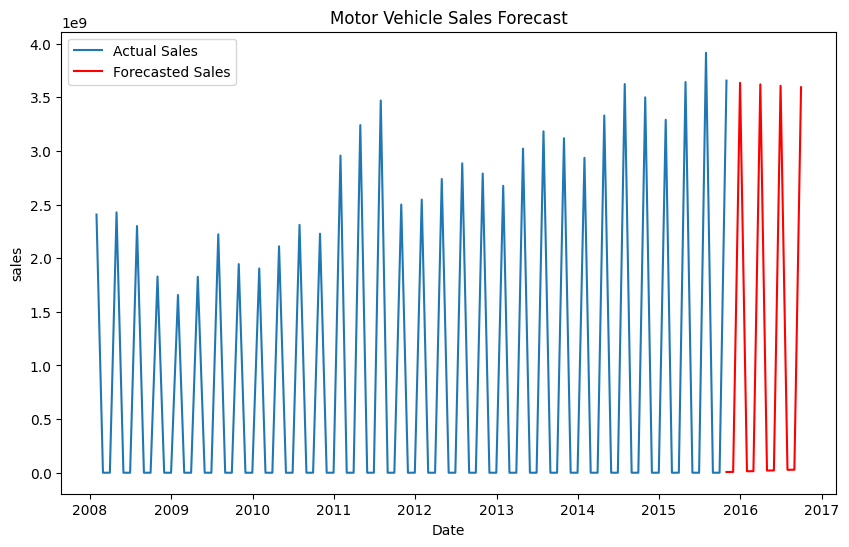 Motor Vehicle Sales Forecast
1e9
Actual Sales
Forecasted Sales
4.0
3.5
3.0
2.5
2.0
1.5
1.0
0.5
0.0
sales
2008 2009 2010 2011 2012 2013 2014 2015 2016 2017
Date